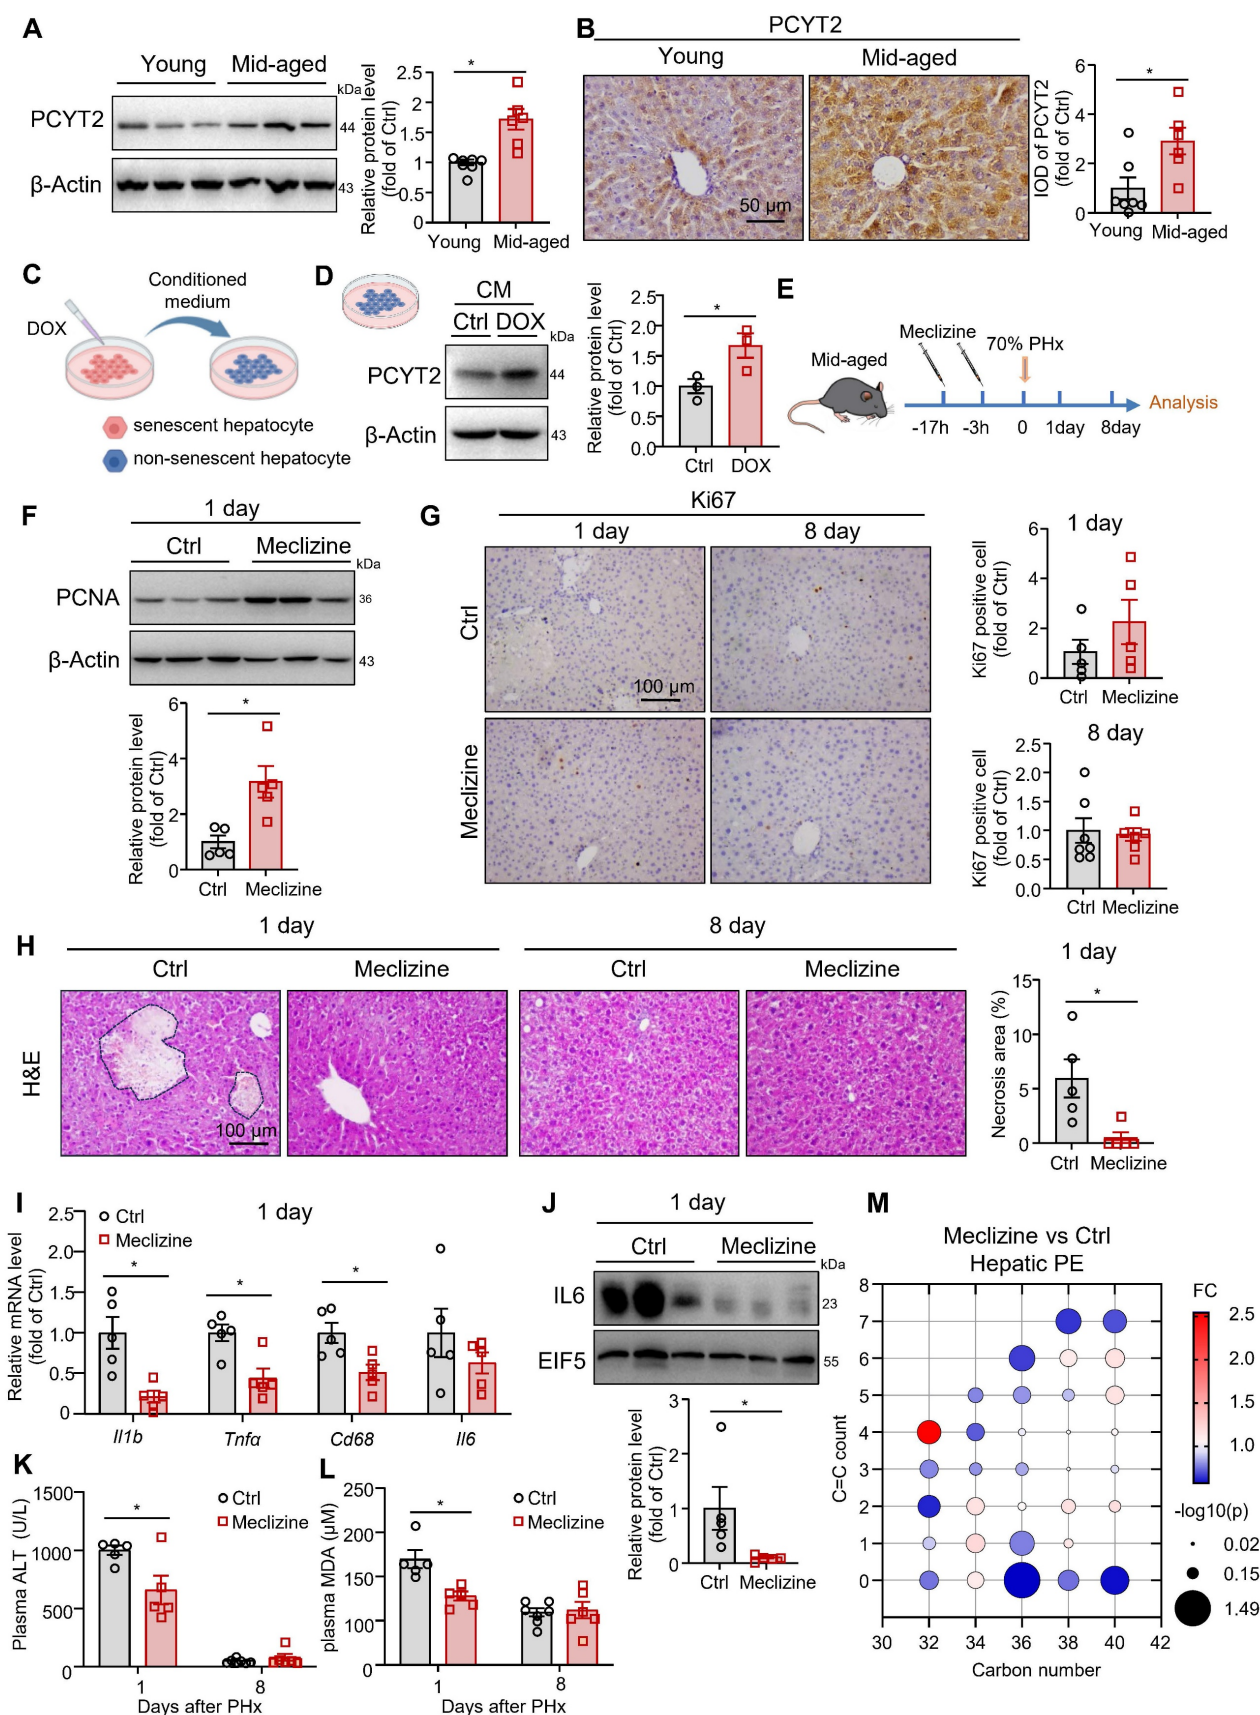 A
Young Mid-aged
kDa
PCYT2
44
β-Actin
43
Relative protein level
(fold of Ctrl)
2.5
2
1.5
1
0.5
0
*
Young Mid-aged
B
PCYT2
Young Mid-aged
50 µm
IOD of PCYT2
(fold of Ctrl)
6
4
2
0
*
Young Mid-aged
C
Conditioned
medium
DOX
senescent hepatocyte
non-senescent hepatocyte
D
CM
Ctrl DOX
kDa
PCYT2
44
β-Actin
43
Relative protein level
(fold of Ctrl)
2.5
2.0
1.5
1.0
0.5
0.0
*
Ctrl DOX
E
Meclizine
70% PHx
Mid-aged
Analysis
-17h -3h 0 1day 8day
F
1 day
Ctrl Meclizine
kDa
PCNA
36
β-Actin
43
Relative protein level
(fold of Ctrl)
6
4
2
0
*
Ctrl Meclizine
G
Ki67
1 day 8 day
Ctrl
100 µm
Meclizine
1 day
Ki67 positive cell
(fold of Ctrl)
6
4
2
0
Ctrl Meclizine
8 day
Ki67 positive cell
(fold of Ctrl)
2.5
2.0
1.5
1.0
0.5
0.0
Ctrl Meclizine
H
1 day 8 day
Ctrl Meclizine Ctrl Meclizine
H&E
100 µm
1 day
Necrosis area (%)
15
10
5
0
*
Ctrl Meclizine
I
1 day
Ctrl
Meclizine
Relative mRNA level
(fold of Ctrl)
2.5
2.0
1.5
1.0
0.5
0
* * *
Il1b Tnfα Cd68 Il6
J
1 day
Ctrl Meclizine
kDa
IL6
23
EIF5
55
Relative protein level
(fold of Ctrl)
3
2
1
0
*
Ctrl Meclizine
K
Plasma ALT (U/L)
1500
1000
500
0
*
Ctrl
Meclizine
1 8
Days after PHx
L
plasma MDA (µM)
250
200
150
100
0
*
Ctrl
Meclizine
1 8
Days after PHx
M
Meclizine vs Ctrl
Hepatic PE
C=C count
8
7
6
5
4
3
2
1
0
30 32 34 36 38 40 42
Carbon number
FC
2.5
2.0
1.5
1.0
-log10(p)
0.02
0.15
1.49